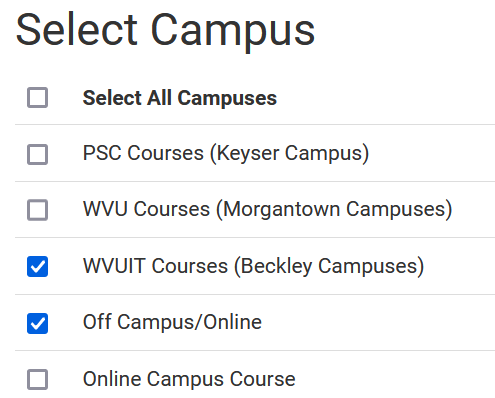 Select Campus
Select All Campuses
PSC Courses (Keyser Campus)
WVU Courses (Morgantown Campuses)
WVUIT Courses (Beckley Campuses)
Off Campus/Online
Online Campus Course